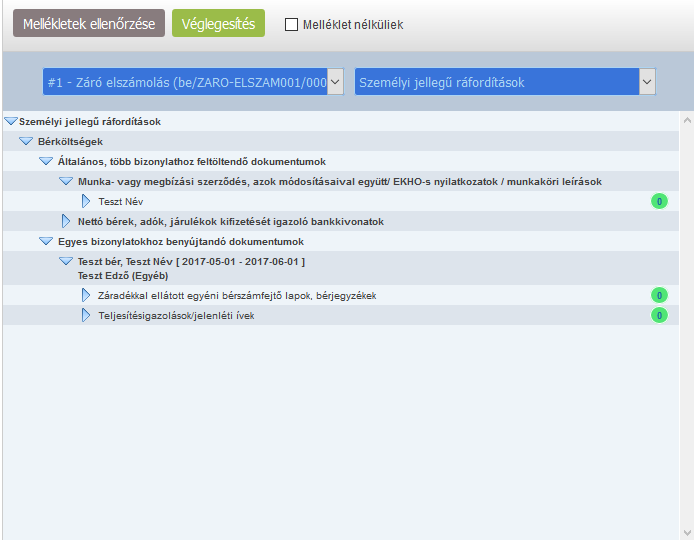 Mellékletek ellenőrzése Véglegesítés Melléklet nélküliek
#1 - Záró elszámolás (be/ZARO-ELSZAM001/000 Személyi jellegű ráfordítások
Személyi jellegű ráfordítások
Bérköltségek
Általános, több bizonylathoz feltöltendő dokumentumok
Munka- vagy megbízási szerződés, azok módosításaival együtt/ EKHO-s nyilatkozatok / munkaköri leírások
Teszt Név 0
Nettó bérek, adók, járulékok kifizetését igazoló bankkivonatok
Egyes bizonylatokhoz benyújtandó dokumentumok
Teszt bér, Teszt Név [ 2017-05-01 - 2017-06-01 ]
Teszt Edző (Egyéb)
Záradékkal ellátott egyéni bérszámfejtő lapok, bérjegyzékek 0
Teljesítésigazolások/jelenléti ívek 0